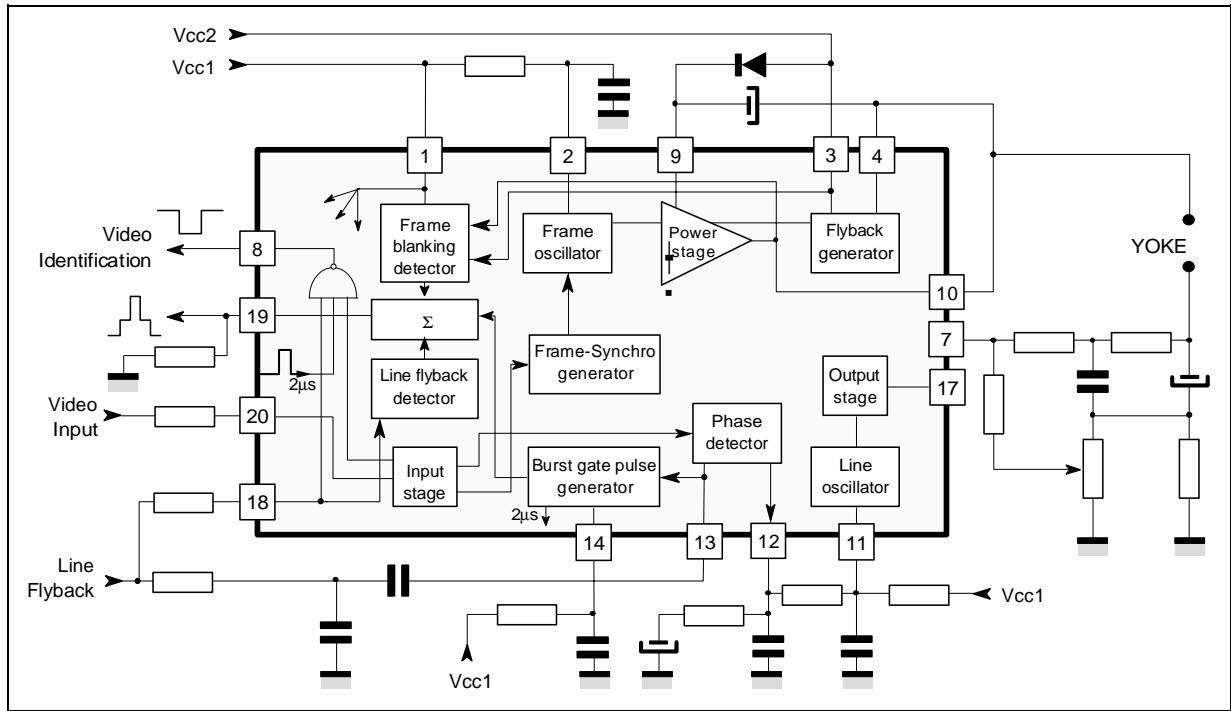 Vcc2
Vcc1
1
2
9
3
4
Video
Identification
8
Frame
blanking
detector
Frame
oscillator
Power
stage
Flyback
generator
YOKE
10
19
Σ
7
2µs
Line flyback
detector
Frame-Synchro
generator
Output
stage
17
Video
Input
20
Phase
detector
Input
stage
Burst gate pulse
generator
Line
oscillator
18
2µs
14
13
12
11
Line
Flyback
Vcc1
Vcc1